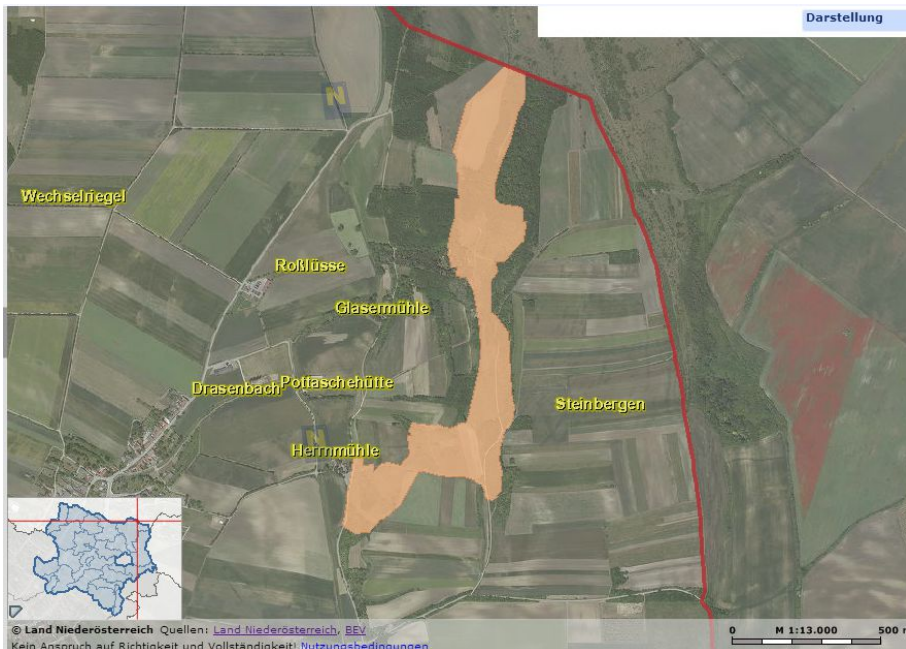 Darstellung
N
Wechselriegel
Roßlüsse
Glasermühle
Drasenbach
Pottaschehütte
Steinbergen
N
Herrnmühle
© Land Niederösterreich Quellen: Land Niederösterreich, BEV
0 M 1:13.000 500 m
Kein Anspruch auf Richtigkeit und Vollständigkeit! Nutzungsbedingungen